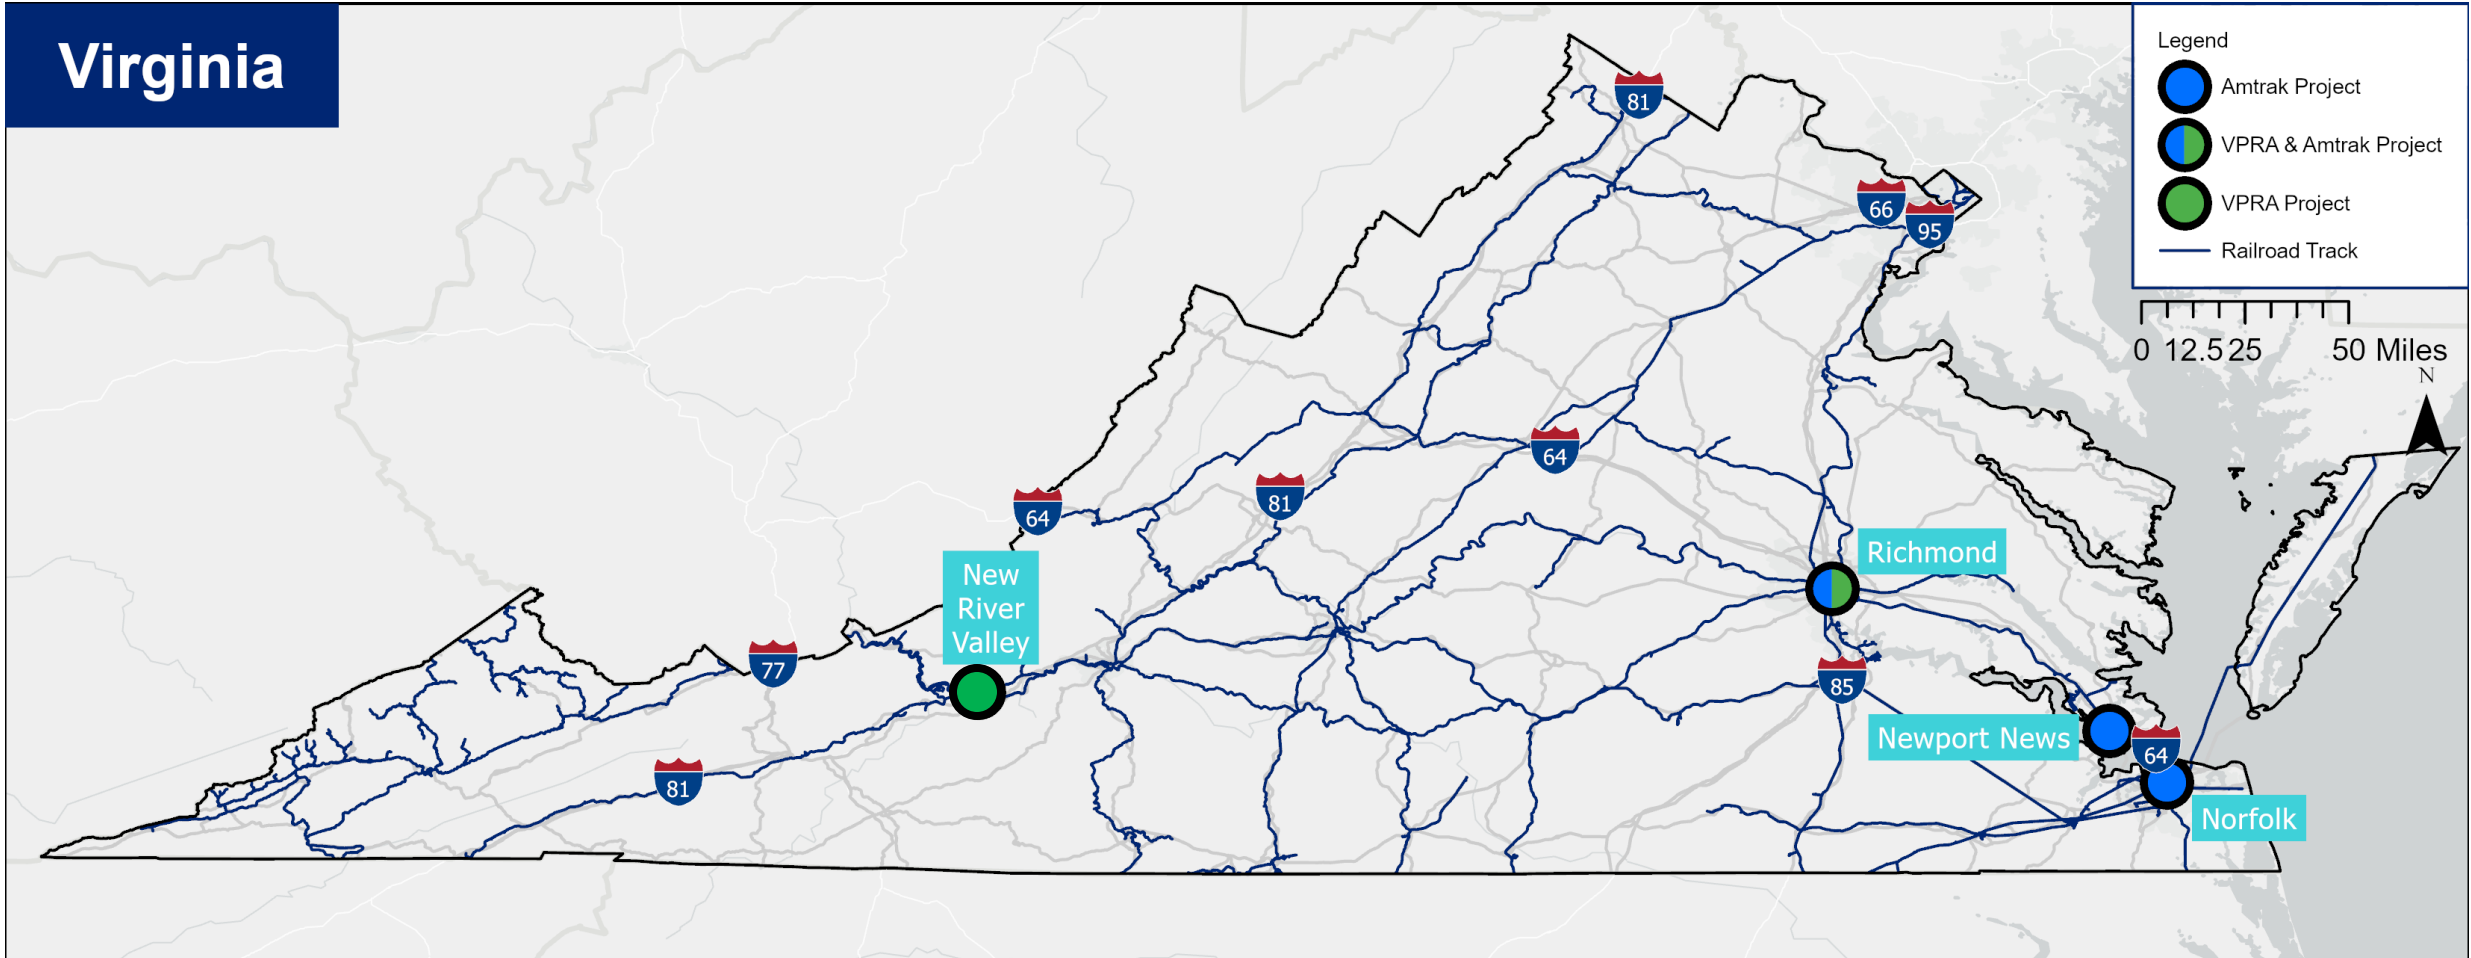 Virginia
Legend
Amtrak Project
VPRA & Amtrak Project
VPRA Project
Railroad Track
0 12.5 25 50 Miles
N
81
66
95
64
81
64
New
River
Valley
Richmond
77
85
Newport News
64
81
Norfolk